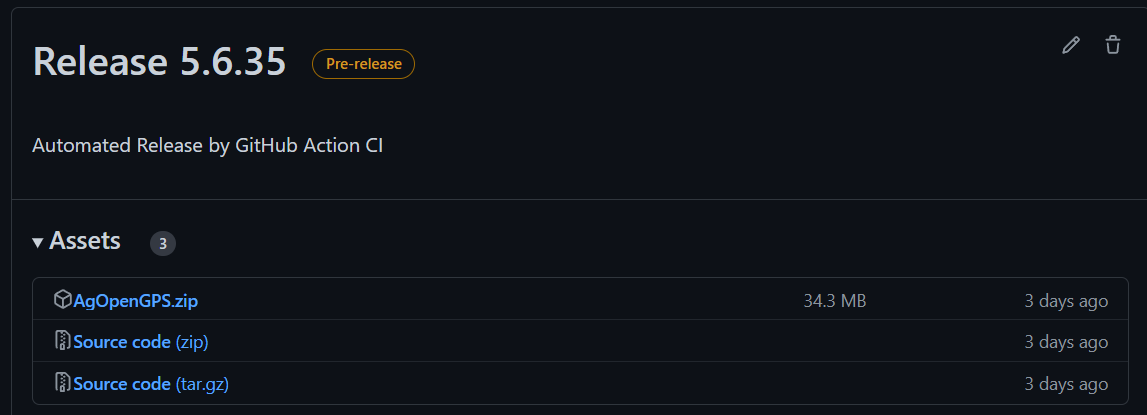 Release 5.6.35 Pre-release
Automated Release by GitHub Action CI
Assets 3
AgOpenGPS.zip 34.3 MB 3 days ago
Source code (zip) 3 days ago
Source code (tar.gz) 3 days ago